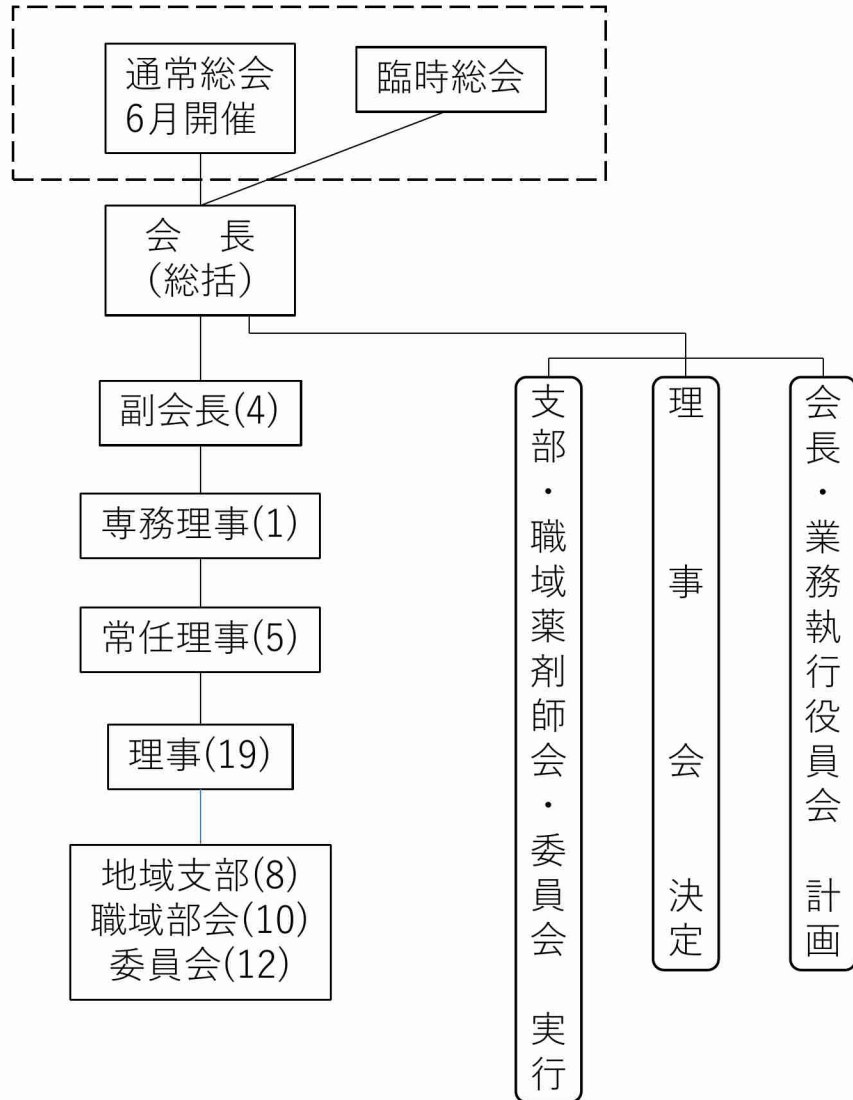 通常総会
6月開催
臨時総会
会　長
(総括)
副会長(4)
専務理事(1)
常任理事(5)
理事(19)
地域支部(8)
職域部会(10)
委員会(12)
会長・業務執行役員会　計画
理事会　決定
支部・職域薬剤師会・委員会　実行